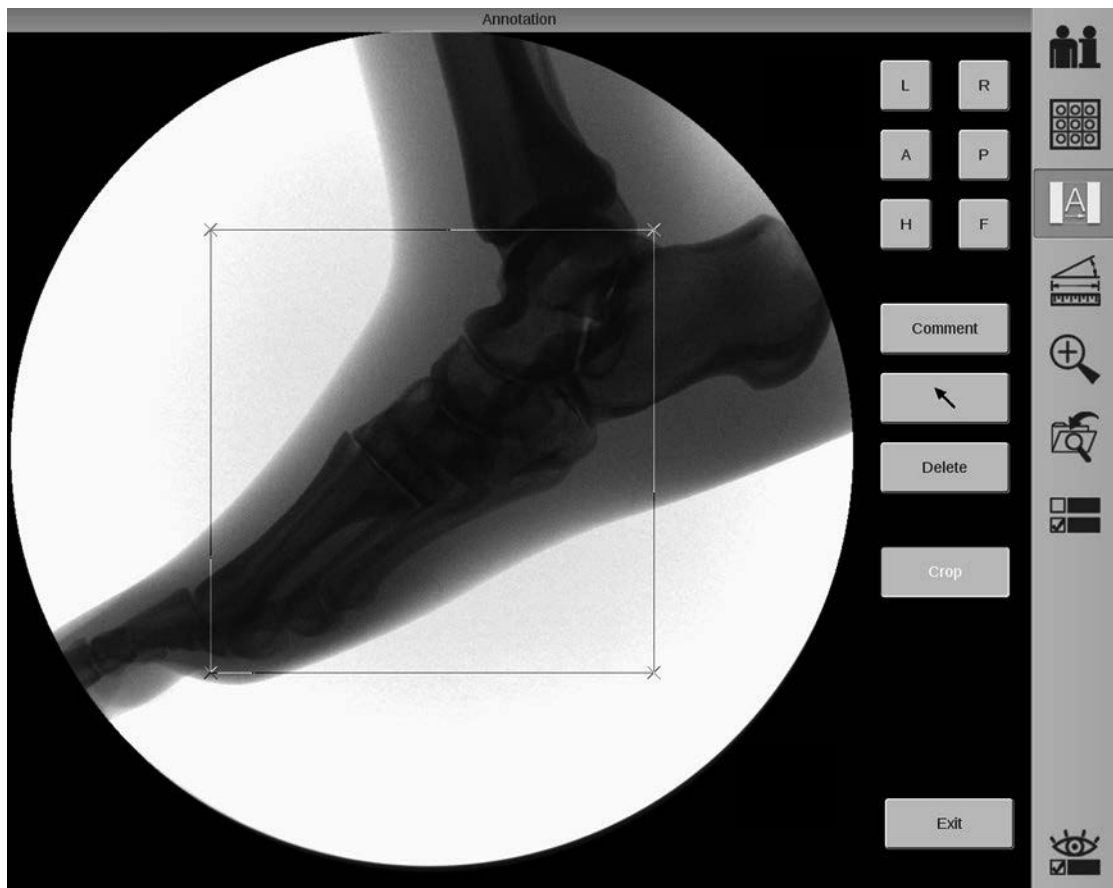 Annotation
L R
A P
A
H F
Comment
Delete
Crop
Exit